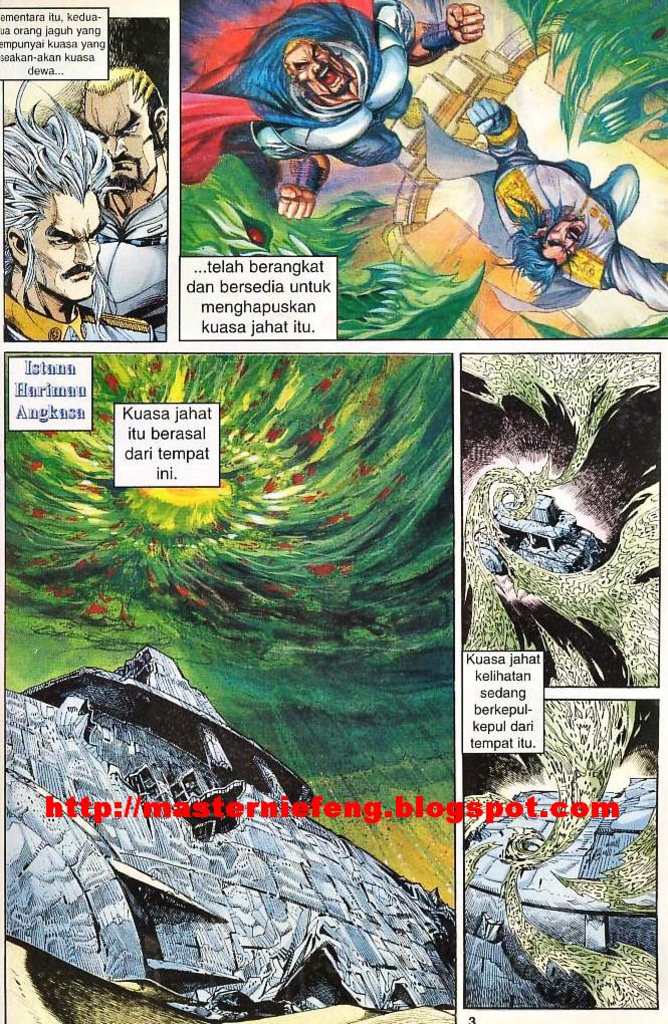 ementara itu, kedua-
ua orang jaguh yang
empunyai kuasa yang
seakan-akan kuasa
dewa...
...telah berangkat
dan bersedia untuk
menghapuskan
kuasa jahat itu.
Istana
Harimau
Angkasa
Kuasa jahat
itu berasal
dari tempat
ini.
Kuasa jahat
kelihatan
sedang
berkepul-
kepul dari
tempat itu.
http://masterniefeng.blogspot.com
3